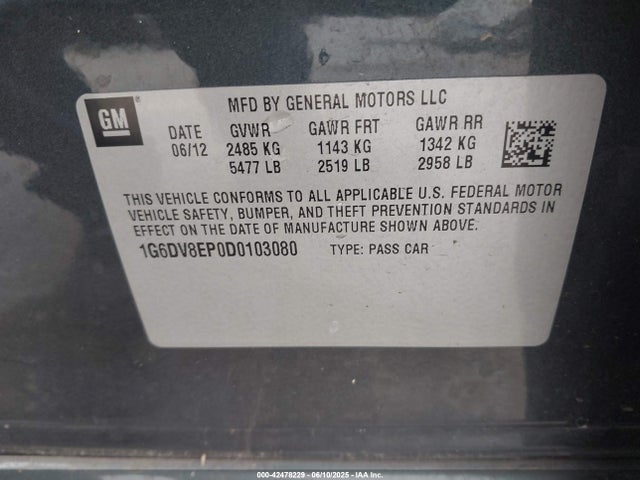 GM ®
MFD BY GENERAL MOTORS LLC
DATE GVWR GAWR FRT GAWR RR
06/12 2485 KG 1143 KG 1342 KG
5477 LB 2519 LB 2958 LB
THIS VEHICLE CONFORMS TO ALL APPLICABLE U.S. FEDERAL MOTOR
VEHICLE SAFETY, BUMPER, AND THEFT PREVENTION STANDARDS IN
EFFECT ON THE DATE OF MANUFACTURE SHOWN ABOVE.
1G6DV8EP0D0103080 TYPE: PASS CAR
000-42478229 - 06/10/2025 - IAA Inc.